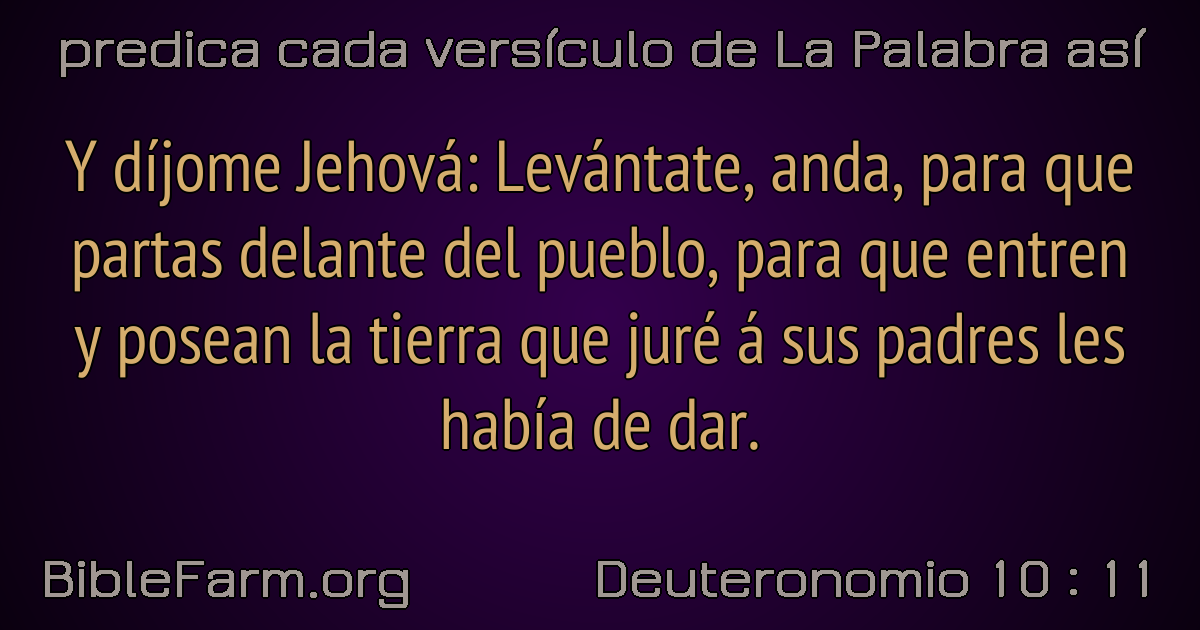 predica cada versículo de La Palabra así
Y díjome Jehová: Levántate, anda, para que
partas delante del pueblo, para que entren
y posean la tierra que juré á sus padres les
había de dar.
BibleFarm.org
Deuteronomio 10 : 11